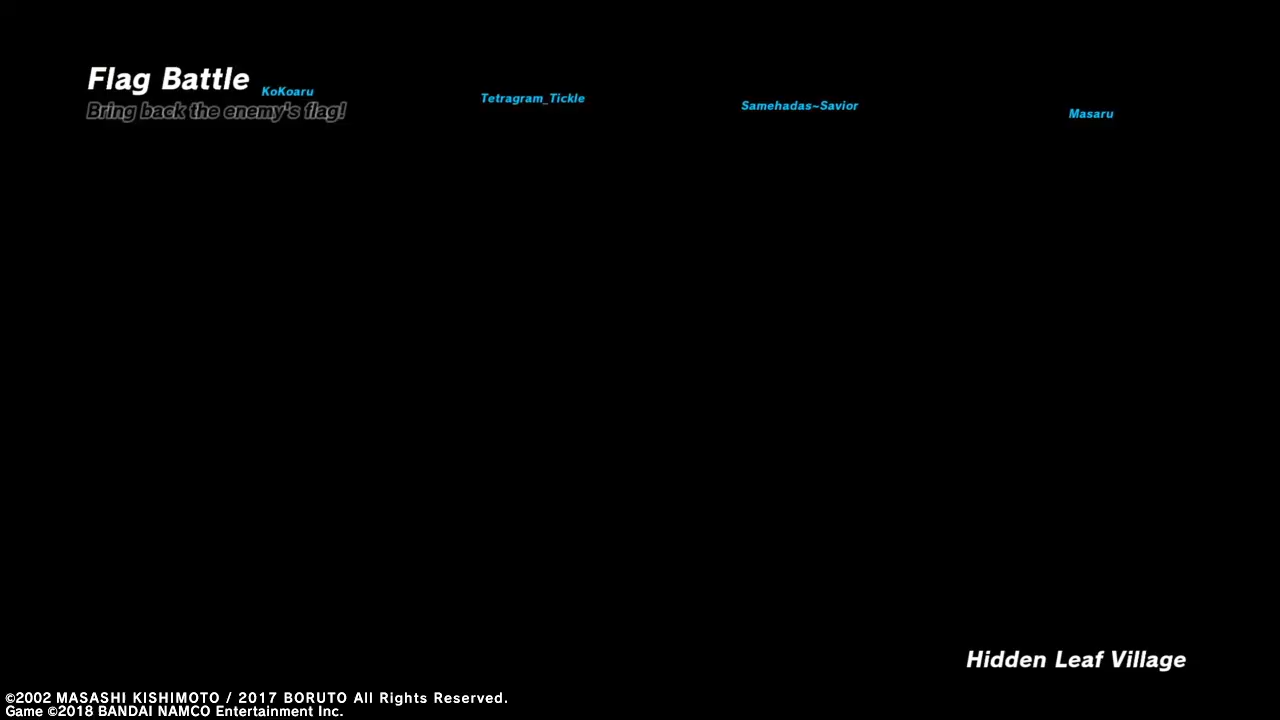 Flag Battle
KoKoaru
Tetragram_Tickle
Samehadas~Savior
Masaru
Bring back the enemy's flag!
Hidden Leaf Village
©2002 MASASHI KISHIMOTO / 2017 BORUTO All Rights Reserved.
Game ©2018 BANDAI NAMCO Entertainment Inc.